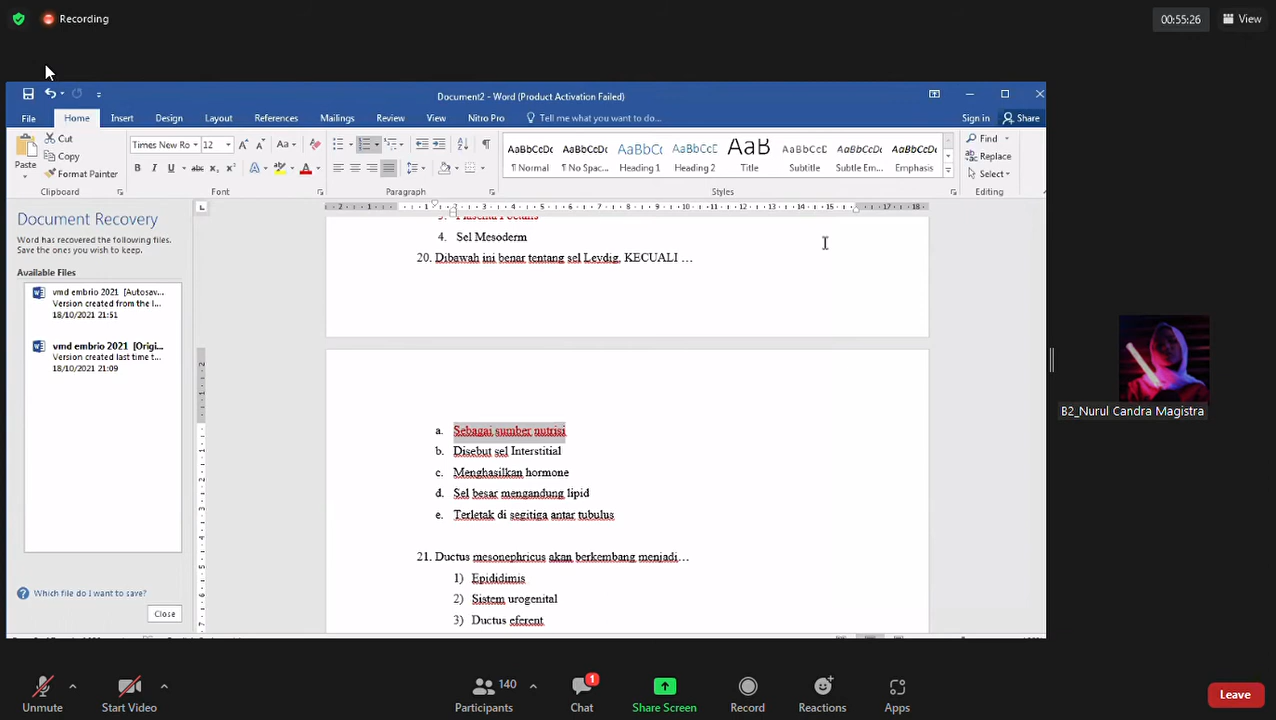 Recording
00:55:26
View
Document2 - Word (Product Activation Failed)
File Home Insert Design Layout References Mailings Review View Nitro Pro Tell me what you want to do... Sign in Share
Paste
Cut
Copy
Format Painter
Times New Ro 12
AaBbCcDc AaBbCcDc AaBbCc AaBbCcD AaB AaBbCcD AaBbCcDc AaBbCcDc
¶ Normal ¶ No Spac... Heading 1 Heading 2 Title Subtitle Subtle Em... Emphasis
Find
Replace
Select
Clipboard Font Paragraph Styles Editing
Document Recovery
Word has recovered the following files.
Save the ones you wish to keep.
Available Files
vmd embrio 2021 [Autosav...
Version created from the l...
18/10/2021 21:51
vmd embrio 2021 [Origi...
Version created last time t...
18/10/2021 21:09
Which file do I want to save?
Close
4. Sel Mesoderm
20. Dibawah ini benar tentang sel Leydig, KECUALI …
a. Sebagai sumber nutrisi
b. Disebut sel Interstitial
c. Menghasilkan hormone
d. Sel besar mengandung lipid
e. Terletak di segitiga antar tubulus
21. Ductus mesonephricus akan berkembang menjadi…
1) Epididimis
2) Sistem urogenital
3) Ductus eferent
B2_Nurul Candra Magistra
Unmute
Start Video
140
Participants
1
Chat
Share Screen
Record
Reactions
Apps
Leave